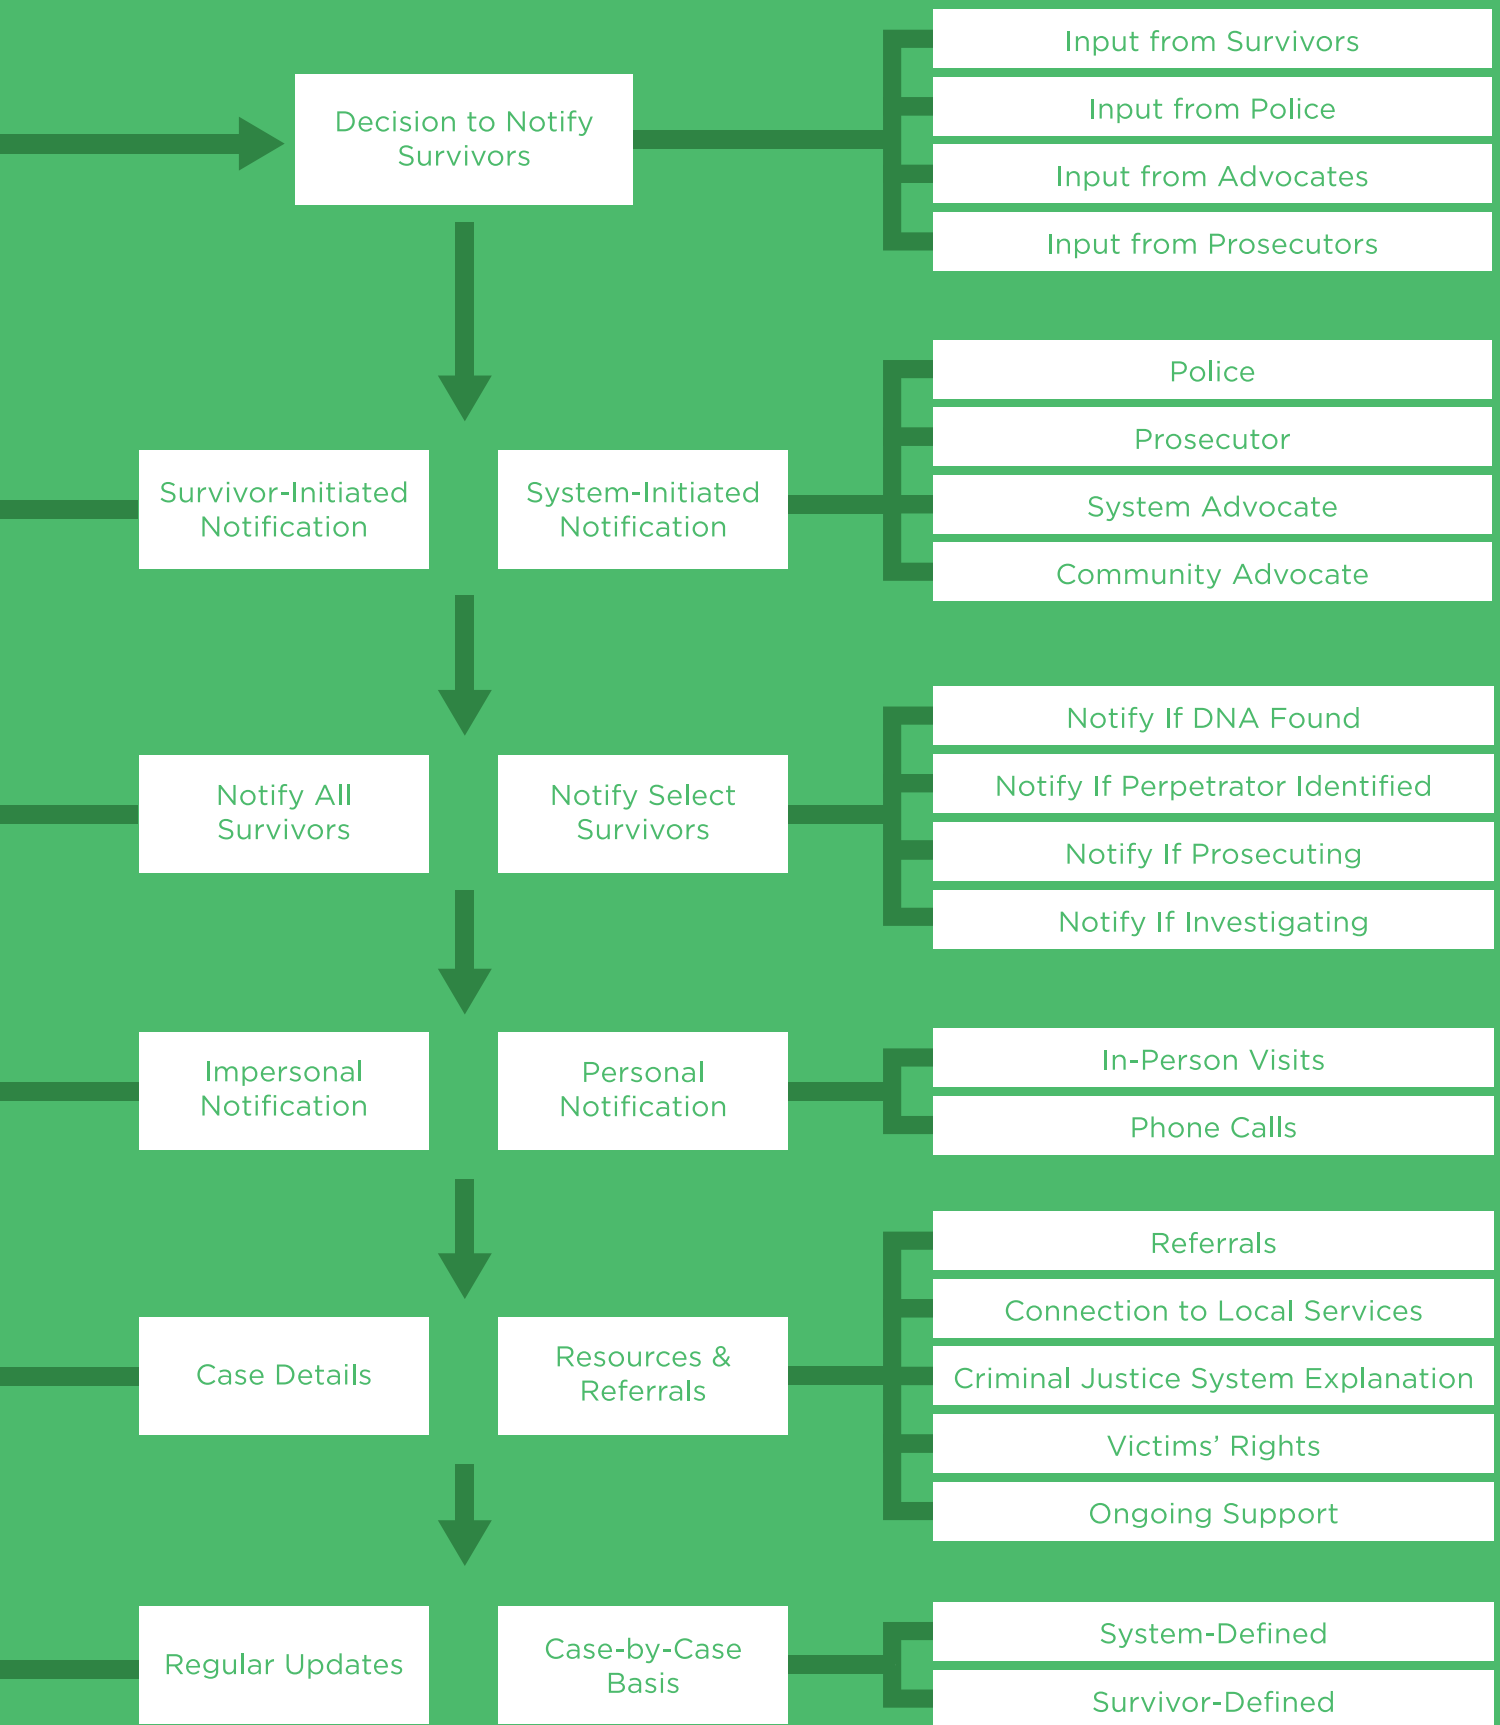 Decision to Notify
Survivors
Input from Survivors
Input from Police
Input from Advocates
Input from Prosecutors
Survivor-Initiated
Notification
System-Initiated
Notification
Police
Prosecutor
System Advocate
Community Advocate
Notify All
Survivors
Notify Select
Survivors
Notify If DNA Found
Notify If Perpetrator Identified
Notify If Prosecuting
Notify If Investigating
Impersonal
Notification
Personal
Notification
In-Person Visits
Phone Calls
Case Details
Resources &
Referrals
Referrals
Connection to Local Services
Criminal Justice System Explanation
Victims’ Rights
Ongoing Support
Regular Updates
Case-by-Case
Basis
System-Defined
Survivor-Defined